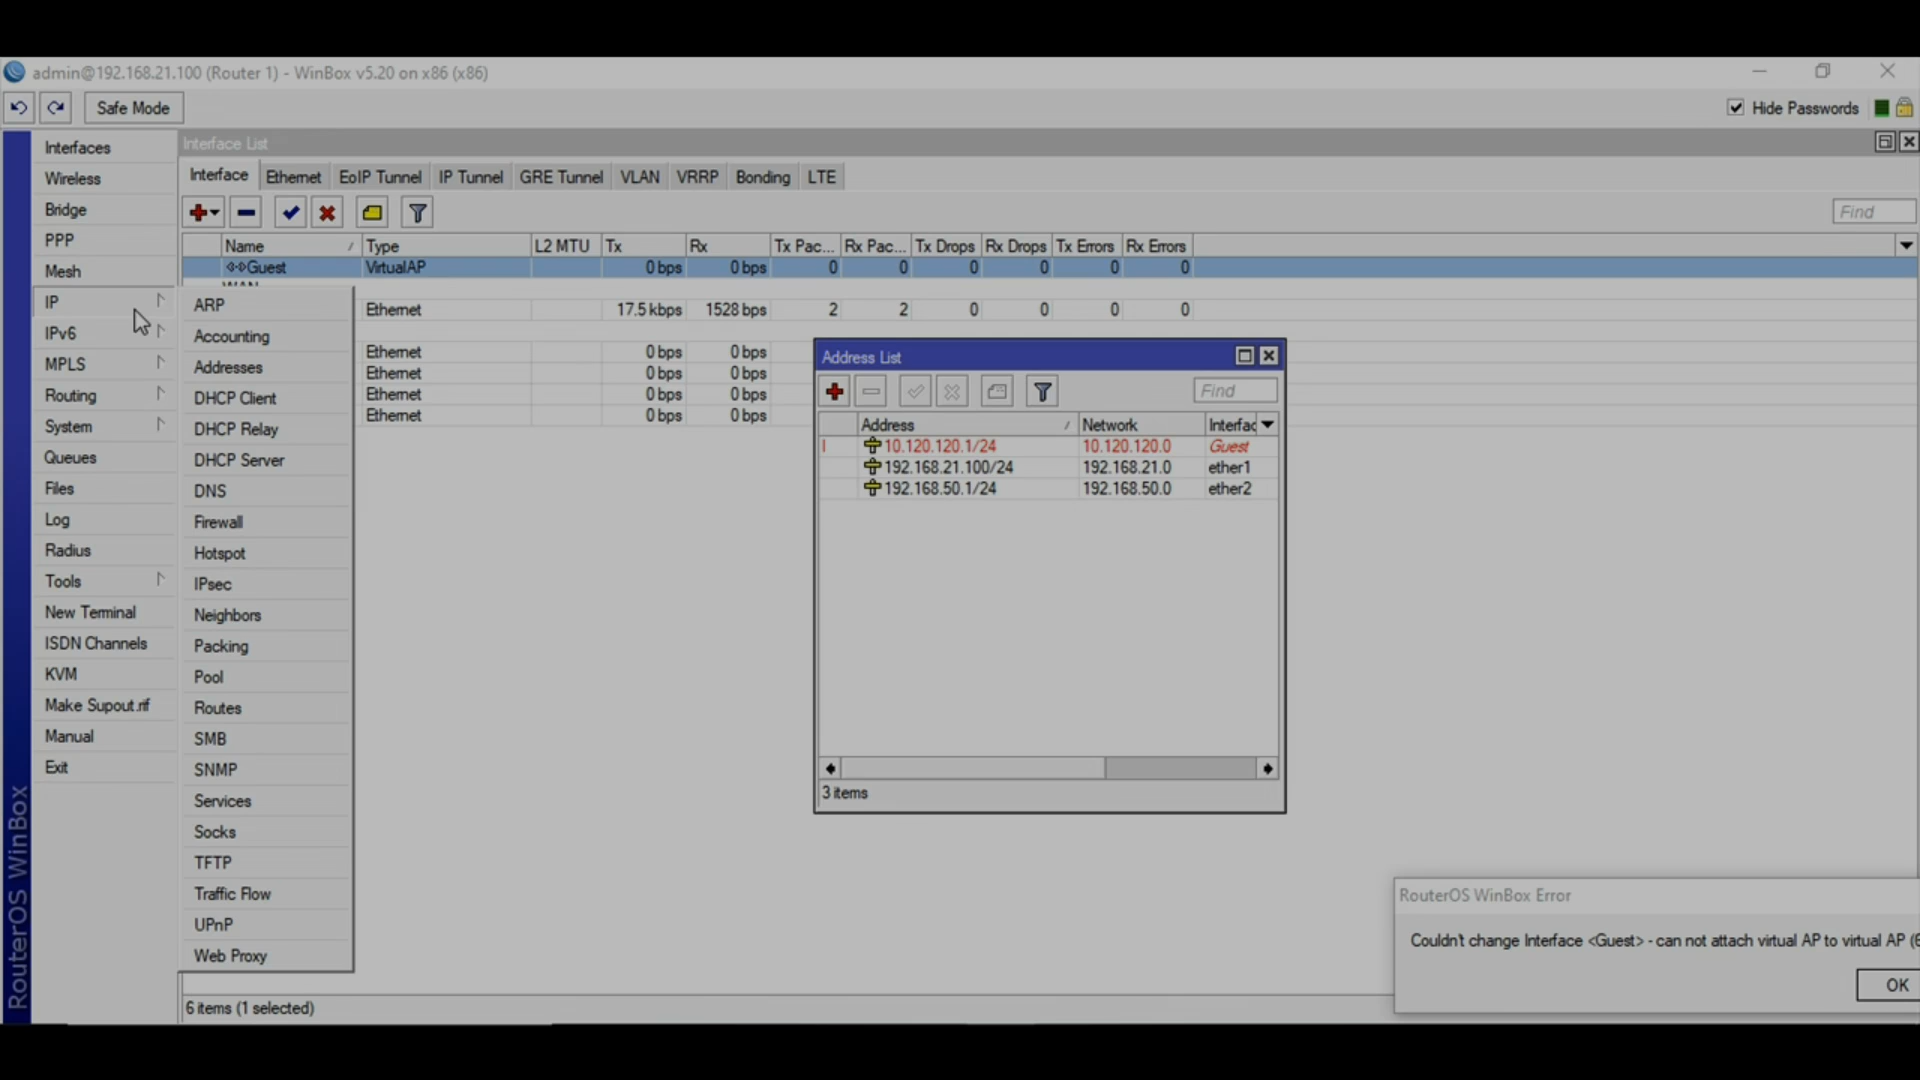 admin@192.168.21.100 (Router 1) - WinBox v5.20 on x86 (x86)
Safe Mode
Hide Passwords
Interfaces
Wireless
Bridge
PPP
Mesh
IP
IPv6
MPLS
Routing
System
Queues
Files
Log
Radius
Tools
New Terminal
ISDN Channels
KVM
Make Supout.rif
Manual
Exit
RouterOS WinBox
ARP
Accounting
Addresses
DHCP Client
DHCP Relay
DHCP Server
DNS
Firewall
Hotspot
IPsec
Neighbors
Packing
Pool
Routes
SMB
SNMP
Services
Socks
TFTP
Traffic Flow
UPnP
Web Proxy
Interface List
Interface Ethernet EoIP Tunnel IP Tunnel GRE Tunnel VLAN VRRP Bonding LTE
Find
Name Type L2 MTU Tx Rx Tx Pac... Rx Pac... Tx Drops Rx Drops Tx Errors Rx Errors
Guest VirtualAP 0 bps 0 bps 0 0 0 0 0 0
Ethernet 17.5 kbps 1528 bps 2 2 0 0 0 0
Ethernet 0 bps 0 bps
Ethernet 0 bps 0 bps
Ethernet 0 bps 0 bps
Ethernet 0 bps 0 bps
6 items (1 selected)
Address List
Find
Address Network Interfac
I 10.120.120.1/24 10.120.120.0 Guest
192.168.21.100/24 192.168.21.0 ether1
192.168.50.1/24 192.168.50.0 ether2
3 items
RouterOS WinBox Error
Couldn't change Interface <Guest> - can not attach virtual AP to virtual AP (6
OK